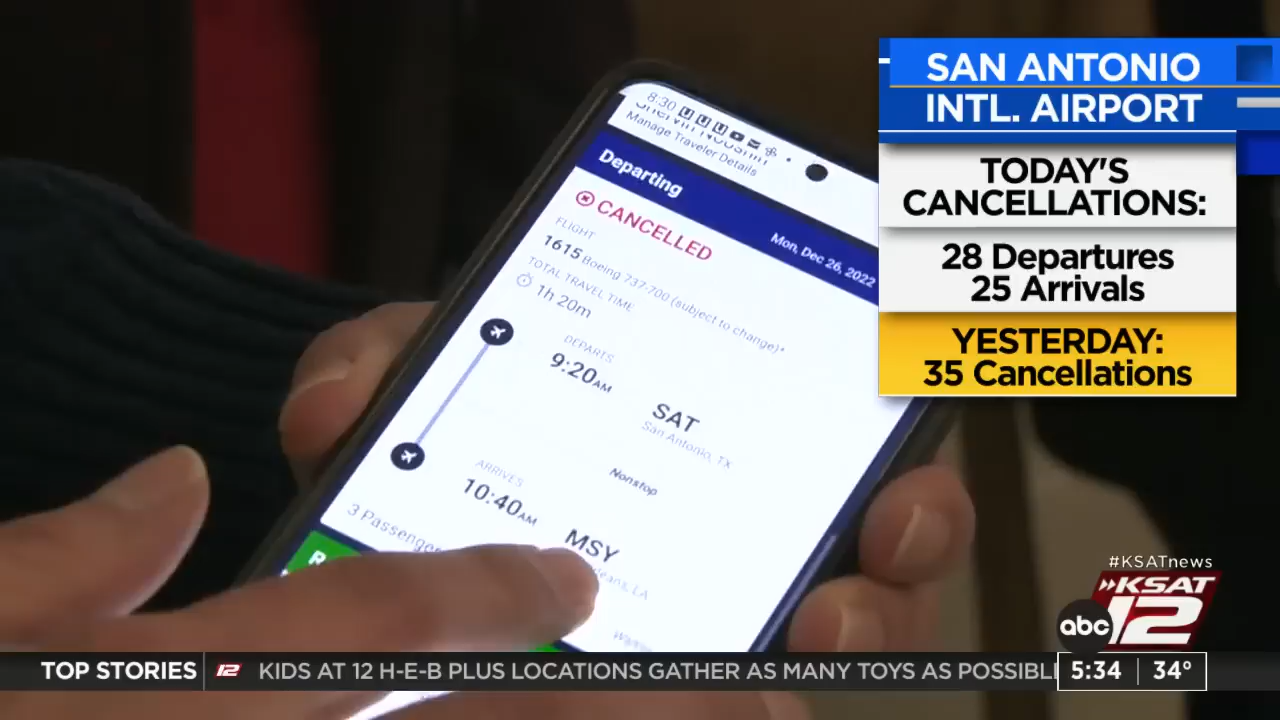 SAN ANTONIO
INTL. AIRPORT
TODAY'S
CANCELLATIONS:
28 Departures
25 Arrivals
YESTERDAY:
35 Cancellations
8:30
Manage Traveler Details
Departing
Mon, Dec 26, 2022
CANCELLED
FLIGHT
1615 Boeing 737-700 (subject to change)*
TOTAL TRAVEL TIME
1h 20m
DEPARTS
9:20AM
SAT
San Antonio, TX
Nonstop
ARRIVES
10:40AM
MSY
LA
3
#KSATnews
KSAT
abc 12
TOP STORIES 12 KIDS AT 12 H-E-B PLUS LOCATIONS GATHER AS MANY TOYS AS POSSIBL
5:34 34°